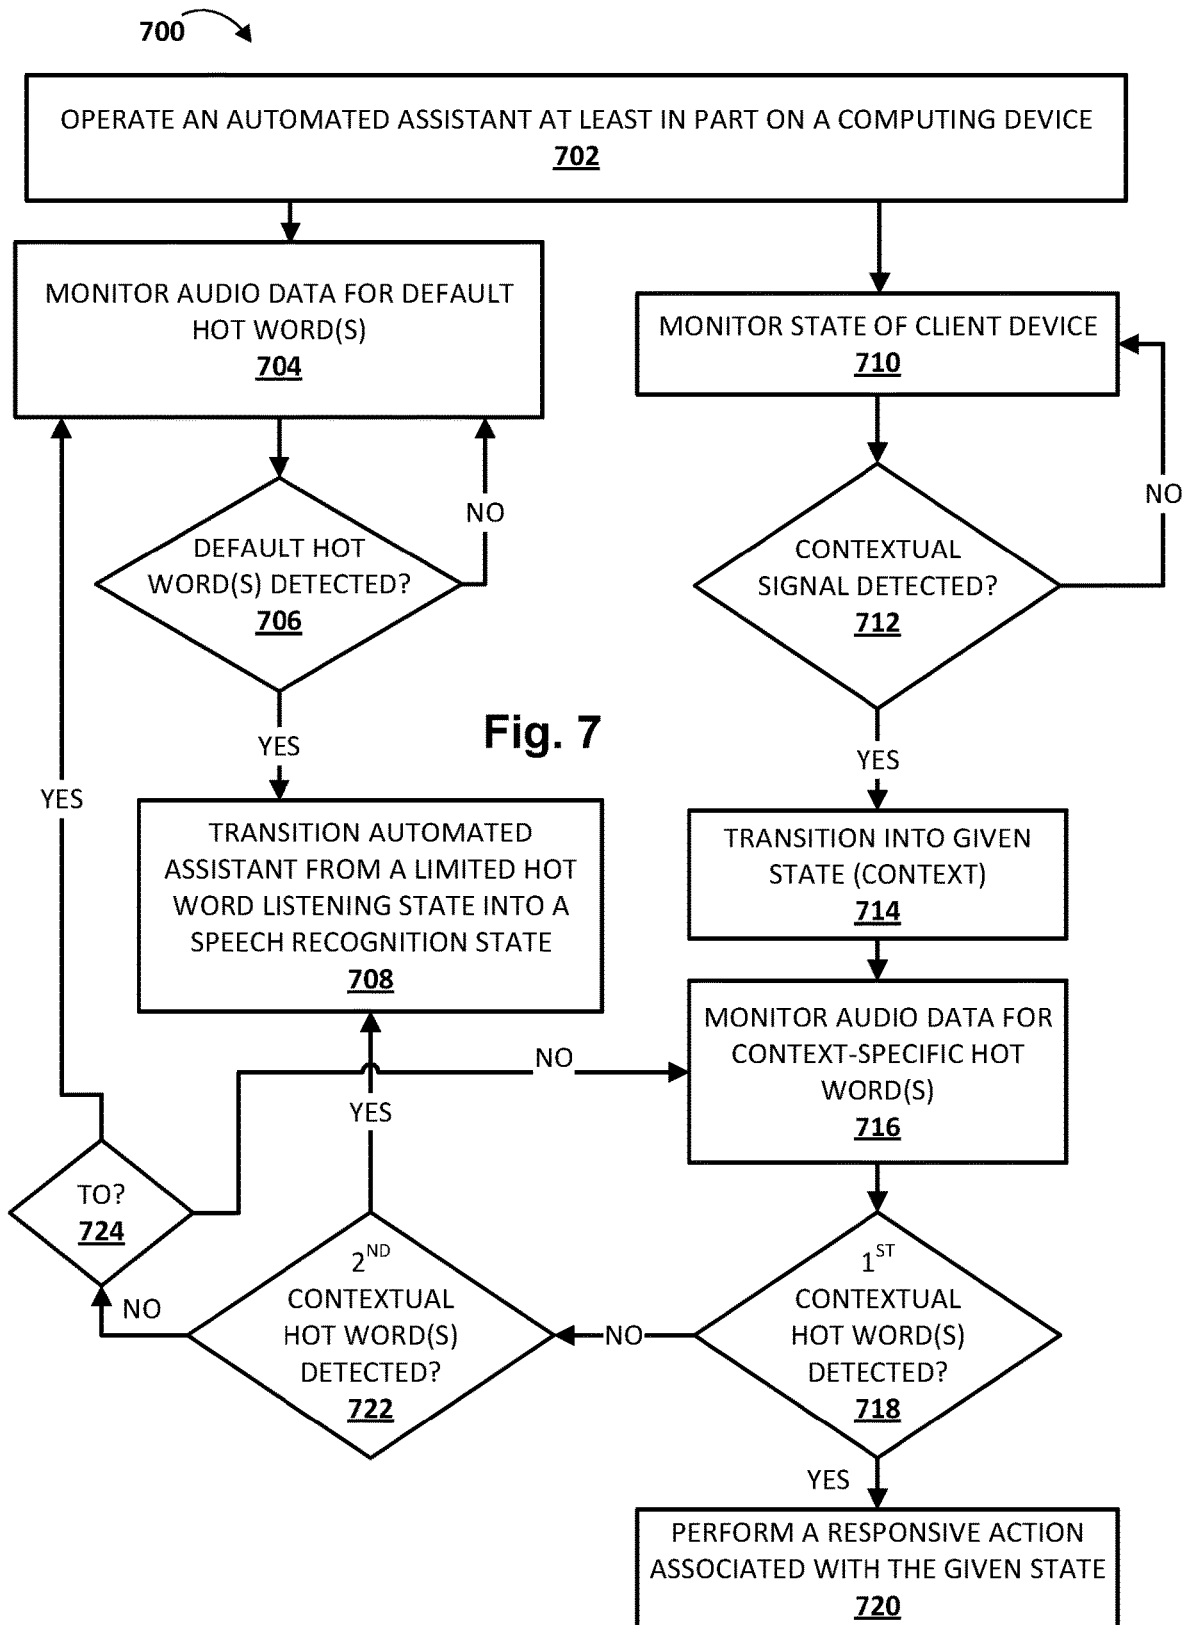 700
OPERATE AN AUTOMATED ASSISTANT AT LEAST IN PART ON A COMPUTING DEVICE
702
MONITOR AUDIO DATA FOR DEFAULT
HOT WORD(S)
704
MONITOR STATE OF CLIENT DEVICE
710
NO
DEFAULT HOT
WORD(S) DETECTED?
706
NO
CONTEXTUAL
SIGNAL DETECTED?
712
YES
Fig. 7
YES
YES
TRANSITION AUTOMATED
ASSISTANT FROM A LIMITED HOT
WORD LISTENING STATE INTO A
SPEECH RECOGNITION STATE
708
TRANSITION INTO GIVEN
STATE (CONTEXT)
714
MONITOR AUDIO DATA FOR
CONTEXT-SPECIFIC HOT
WORD(S)
716
NO
YES
TO?
724
NO
2ND
CONTEXTUAL
HOT WORD(S)
DETECTED?
722
NO
1ST
CONTEXTUAL
HOT WORD(S)
DETECTED?
718
YES
PERFORM A RESPONSIVE ACTION
ASSOCIATED WITH THE GIVEN STATE
720